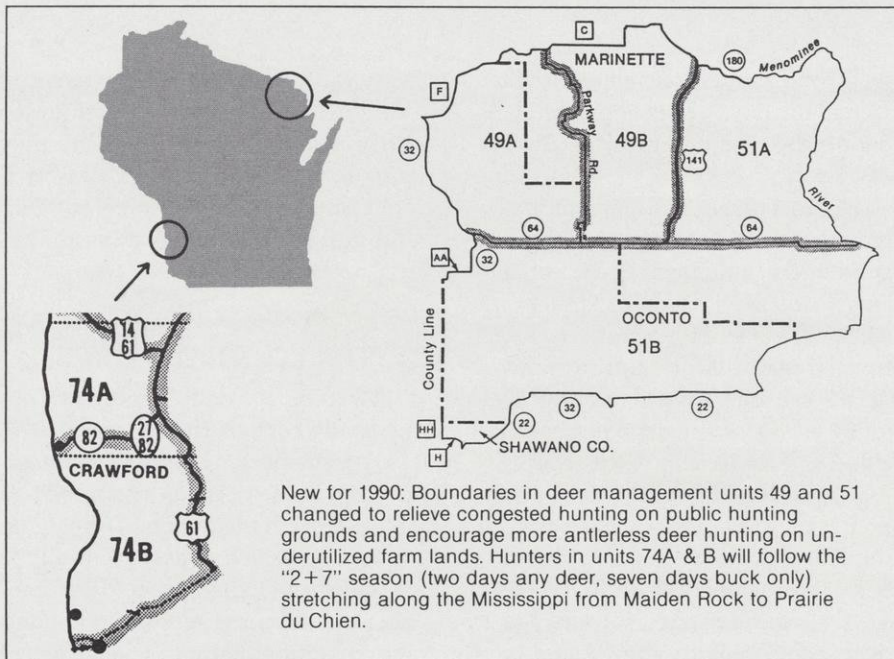 C
MARINETTE
180
Menominee
F
Parkway
Rd
49A
49B
51A
32
141
River
64
64
AA
32
County Line
OCONTO
51B
HH
22
32
22
H
SHAWANO CO.
14
61
74A
82
27
82
CRAWFORD
61
74B
New for 1990: Boundaries in deer management units 49 and 51
changed to relieve congested hunting on public hunting
grounds and encourage more antlerless deer hunting on un-
derutilized farm lands. Hunters in units 74A & B will follow the
"2+7" season (two days any deer, seven days buck only)
stretching along the Mississippi from Maiden Rock to Prairie
du Chien.